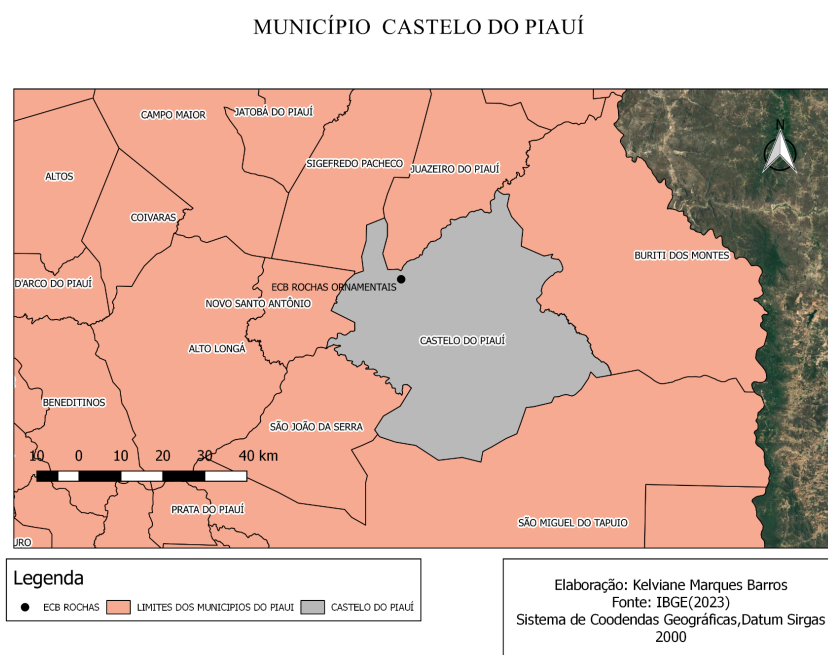 MUNICÍPIO CASTELO DO PIAUÍ
CAMPO MAIOR
JATOBÁ DO PIAUÍ
N
SIGEFREDO PACHECO
JUAZEIRO DO PIAUÍ
ALTOS
COIVARAS
BURITI DOS MONTES
D'ARCO DO PIAUÍ
ECB ROCHAS ORNAMENTAIS
NOVO SANTO ANTÔNIO
CASTELO DO PIAUÍ
ALTO LONGÁ
BENEDITINOS
SÃO JOÃO DA SERRA
10 0 10 20 30 40 km
PRATA DO PIAUÍ
SÃO MIGUEL DO TAPUIO
URO
Legenda
ECB ROCHAS LIMITES DOS MUNICIPIOS DO PIAUI CASTELO DO PIAUÍ
Elaboração: Kelviane Marques Barros
Fonte: IBGE(2023)
Sistema de Coodendas Geográficas,Datum Sirgas
2000